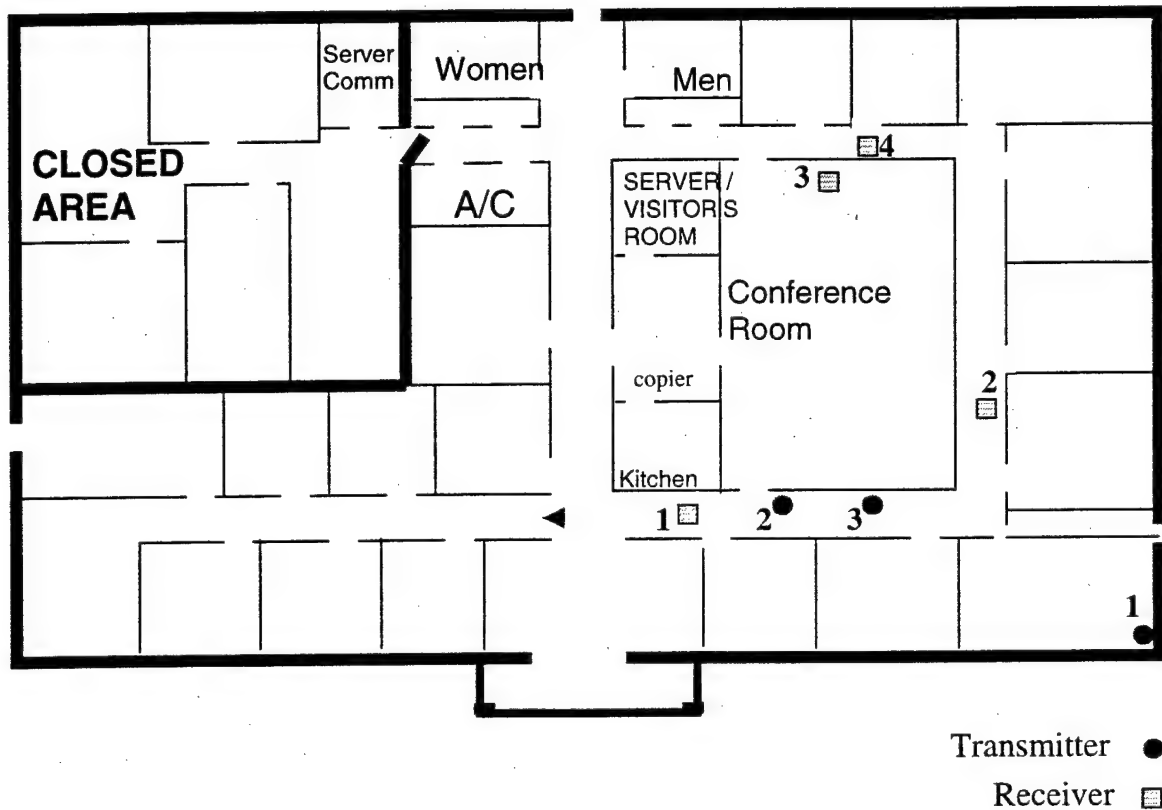 Server
Comm
Women
Men
CLOSED
AREA
A/C
SERVER /
VISITOR'S
ROOM
3
4
Conference
Room
copier
2
Kitchen
1
2
3
1
Transmitter
Receiver